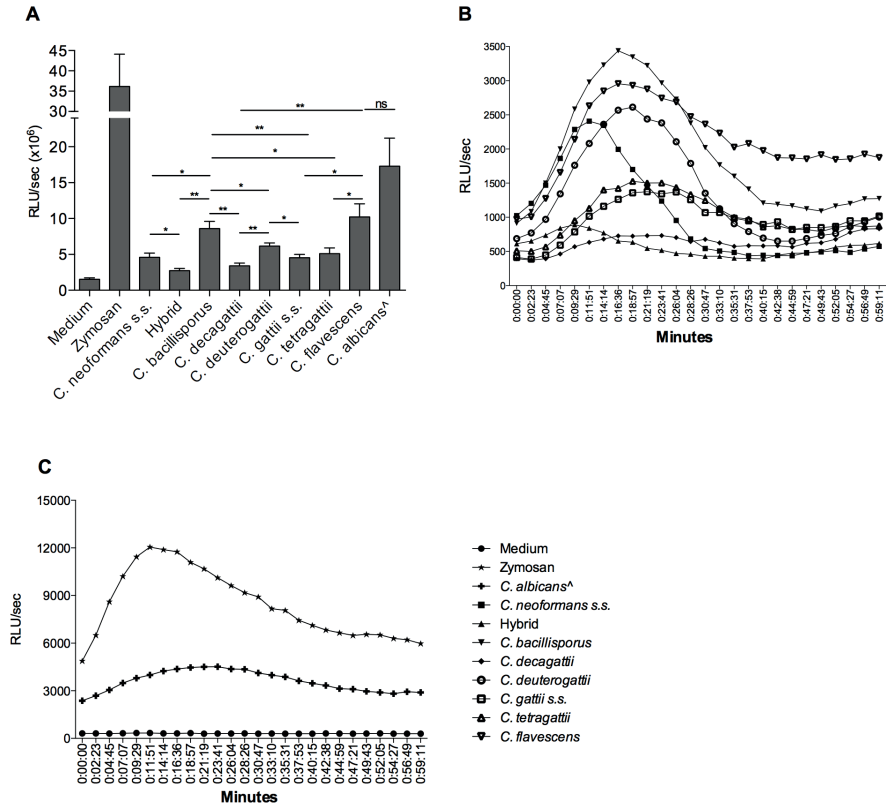 A
RLU/sec (x10⁶)
45
40
35
30
25
20
15
10
5
0
** ns
**
*
* *
** * *
* ** ** * 
Medium
Zymosan
C. neoformans s.s.
Hybrid
C. bacillisporus
C. decagattii
C. deuterogattii
C. gattii s.s.
C. tetragattii
C. flavescens
C. albicans^
B
RLU/sec
3500
3000
2500
2000
1500
1000
500
0
0:00:00
0:02:23
0:04:45
0:07:07
0:09:29
0:11:51
0:14:14
0:16:36
0:18:57
0:21:19
0:23:41
0:26:04
0:28:26
0:30:47
0:33:10
0:35:31
0:37:53
0:40:15
0:42:38
0:44:59
0:47:21
0:49:43
0:52:05
0:54:27
0:56:49
0:59:11
Minutes
C
RLU/sec
15000
12000
9000
6000
3000
0
0:00:00
0:02:23
0:04:45
0:07:07
0:09:29
0:11:51
0:14:14
0:16:36
0:18:57
0:21:19
0:23:41
0:26:04
0:28:26
0:30:47
0:33:10
0:35:31
0:37:53
0:40:15
0:42:38
0:44:59
0:47:21
0:49:43
0:52:05
0:54:27
0:56:49
0:59:11
Minutes
Medium
Zymosan
C. albicans^
C. neoformans s.s.
Hybrid
C. bacillisporus
C. decagattii
C. deuterogattii
C. gattii s.s.
C. tetragattii
C. flavescens